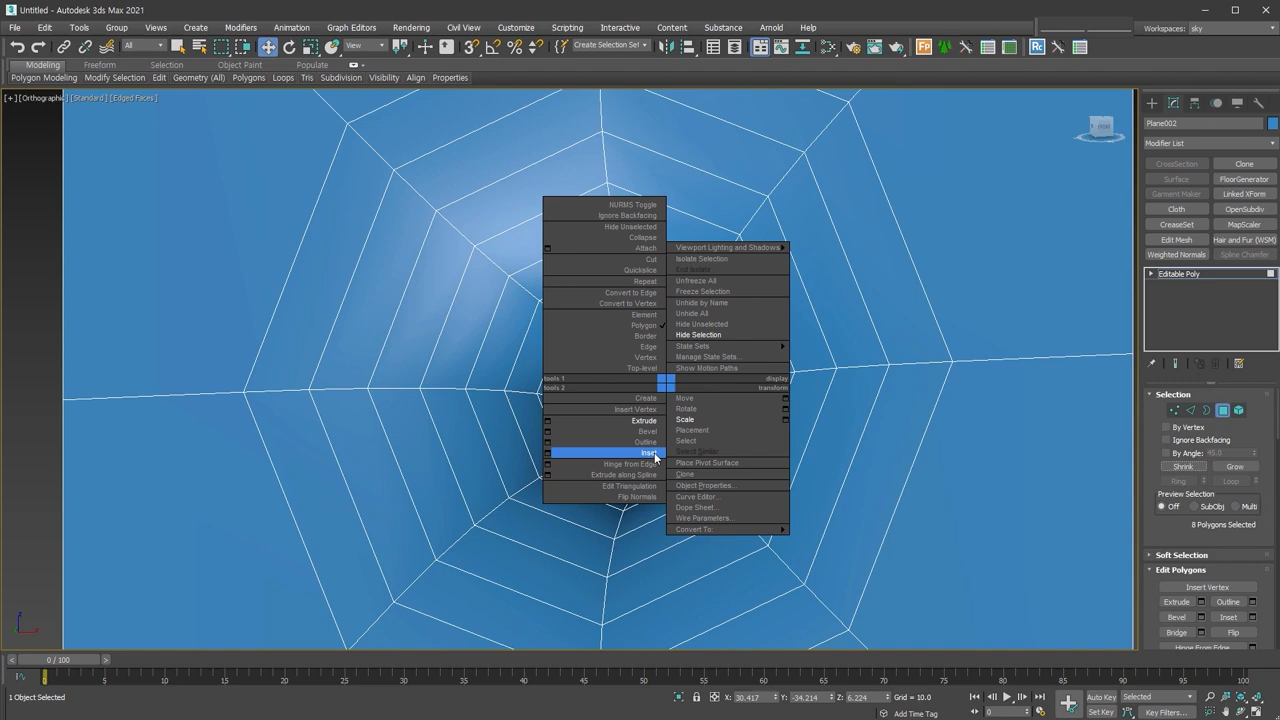 Untitled - Autodesk 3ds Max 2021
File Edit Tools Group Views Create Modifiers Animation Graph Editors Rendering Civil View Customize Scripting Interactive Content Substance Arnold Help
Workspaces: sky
All View Create Selection Set Fp Rc
Modeling Freeform Selection Object Paint Populate
Polygon Modeling Modify Selection Edit Geometry (All) Polygons Loops Tris Subdivision Visibility Align Properties
[+] [Orthographic] [Standard] [Edged Faces]
NURMS Toggle
Ignore Backfacing
Hide Unselected
Collapse
Attach
Cut
Quickslice
Repeat
Convert to Edge
Convert to Vertex
Element
Polygon
Border
Edge
Vertex
Top-level
tools 1
Viewport Lighting and Shadows
Isolate Selection
End Isolate
Unfreeze All
Freeze Selection
Unhide by Name
Unhide All
Hide Unselected
Hide Selection
State Sets
Manage State Sets...
Show Motion Paths
display
tools 2
Create
Insert Vertex
Extrude
Bevel
Outline
Inset
Hinge from Edge
Extrude along Spline
Edit Triangulation
Flip Normals
transform
Move
Rotate
Scale
Placement
Select
Select Similar
Place Pivot Surface
Clone
Object Properties...
Curve Editor...
Dope Sheet...
Wire Parameters...
Convert To:
Plane002
Modifier List
CrossSection Clone
Surface FloorGenerator
Garment Maker Linked XForm
Cloth OpenSubdiv
CreaseSet MapScaler
Edit Mesh Hair and Fur (WSM)
Weighted Normals Spline Chamfer
Editable Poly
Selection
By Vertex
Ignore Backfacing
By Angle: 45.0
Shrink Grow
Ring Loop
Preview Selection
Off SubObj Multi
8 Polygons Selected
Soft Selection
Edit Polygons
Insert Vertex
Extrude Outline
Bevel Inset
Bridge Flip
Hinge From Edge
z
x
0 / 100
0 5 10 15 20 25 30 35 40 45 50 55 60 65 70 75 80 85 90 95 100
1 Object Selected
X: 30.417 Y: -34.214 Z: 6.224 Grid = 10.0
Add Time Tag
0
Auto Key Selected
Set Key Key Filters...